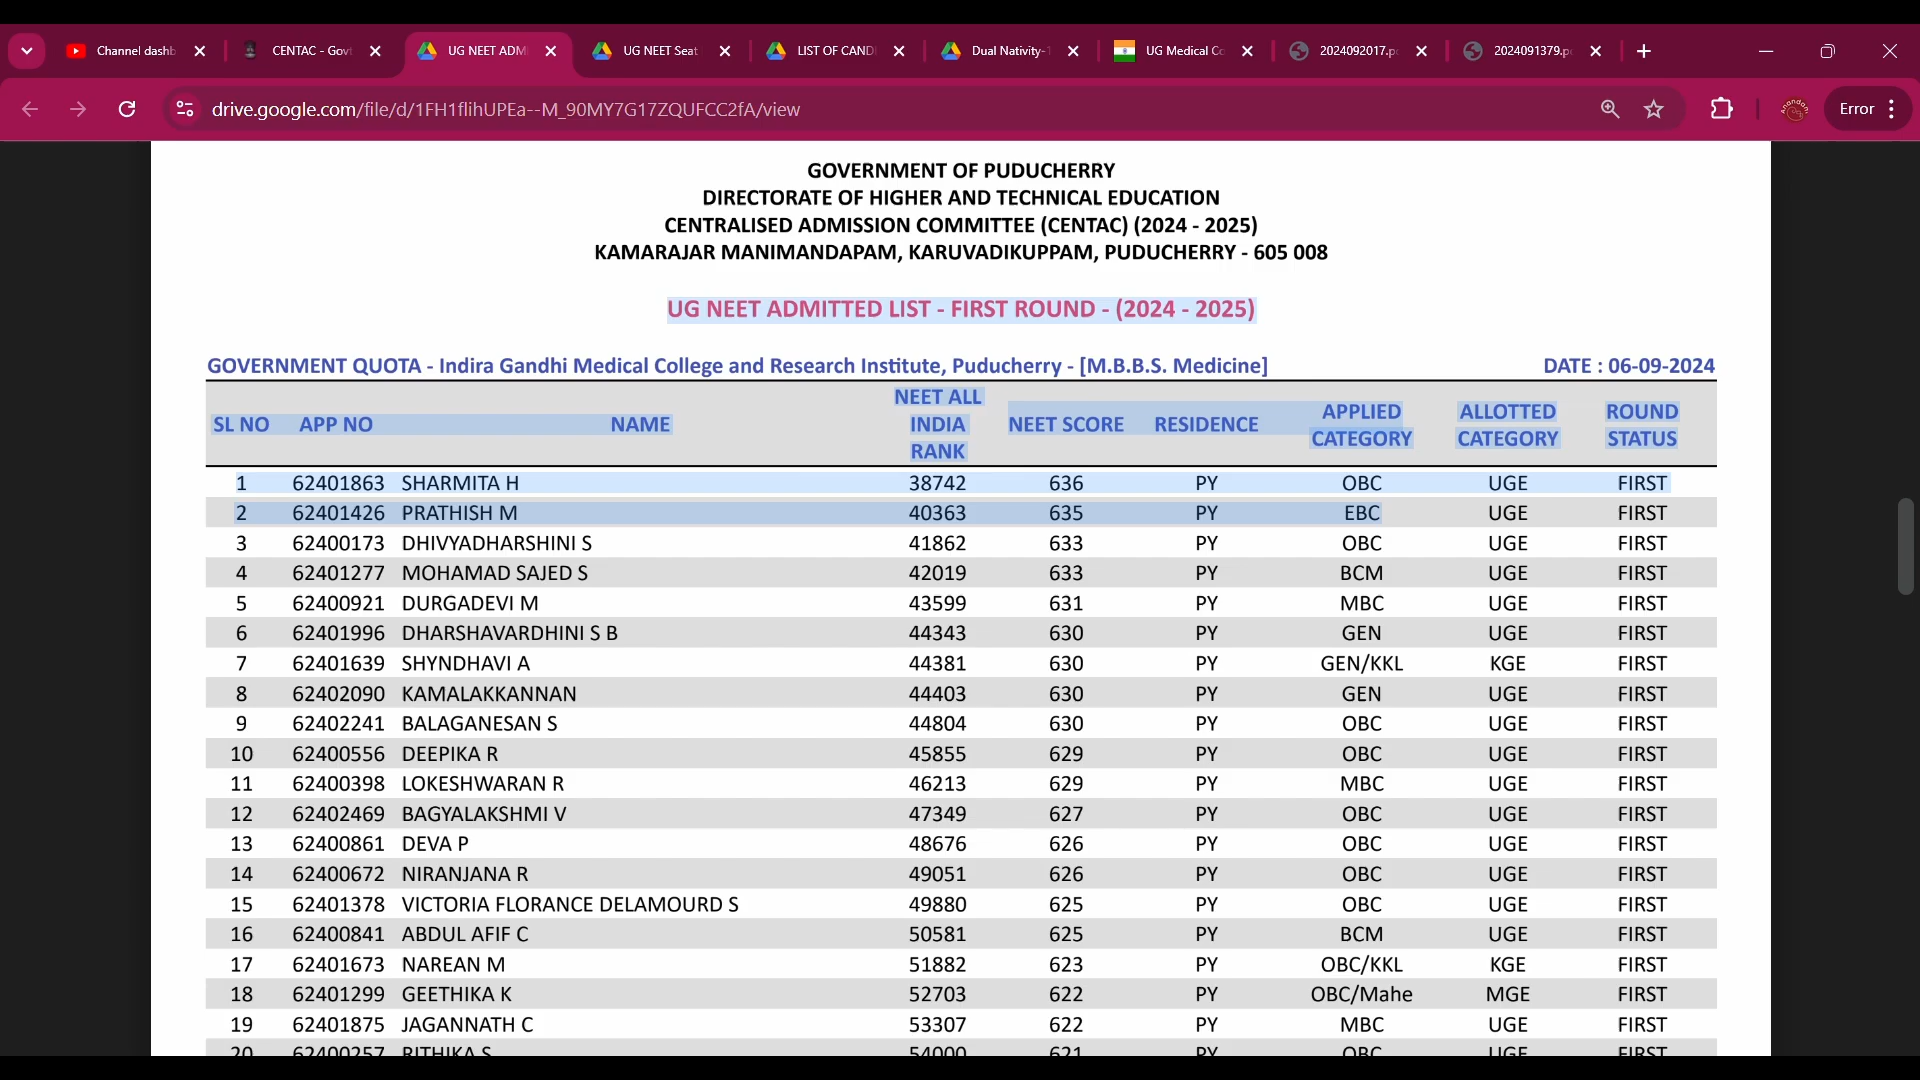 Channel dashb
CENTAC - Govt
UG NEET ADM
UG NEET Seat
LIST OF CAND
Dual Nativity-
UG Medical Co
2024092017.p
2024091379.p
drive.google.com/file/d/1FH1flihUPEa--M_90MY7G17ZQUFCC2fA/view
Error
GOVERNMENT OF PUDUCHERRY
DIRECTORATE OF HIGHER AND TECHNICAL EDUCATION
CENTRALISED ADMISSION COMMITTEE (CENTAC) (2024 - 2025)
KAMARAJAR MANIMANDAPAM, KARUVADIKUPPAM, PUDUCHERRY - 605 008
UG NEET ADMITTED LIST - FIRST ROUND - (2024 - 2025)
GOVERNMENT QUOTA - Indira Gandhi Medical College and Research Institute, Puducherry - [M.B.B.S. Medicine] DATE : 06-09-2024
SL NO APP NO NAME NEET ALL INDIA RANK NEET SCORE RESIDENCE APPLIED CATEGORY ALLOTTED CATEGORY ROUND STATUS
1 62401863 SHARMITA H 38742 636 PY OBC UGE FIRST
2 62401426 PRATHISH M 40363 635 PY EBC UGE FIRST
3 62400173 DHIVYADHARSHINI S 41862 633 PY OBC UGE FIRST
4 62401277 MOHAMAD SAJED S 42019 633 PY BCM UGE FIRST
5 62400921 DURGADEVI M 43599 631 PY MBC UGE FIRST
6 62401996 DHARSHAVARDHINI S B 44343 630 PY GEN UGE FIRST
7 62401639 SHYNDHAVI A 44381 630 PY GEN/KKL KGE FIRST
8 62402090 KAMALAKKANNAN 44403 630 PY GEN UGE FIRST
9 62402241 BALAGANESAN S 44804 630 PY OBC UGE FIRST
10 62400556 DEEPIKA R 45855 629 PY OBC UGE FIRST
11 62400398 LOKESHWARAN R 46213 629 PY MBC UGE FIRST
12 62402469 BAGYALAKSHMI V 47349 627 PY OBC UGE FIRST
13 62400861 DEVA P 48676 626 PY OBC UGE FIRST
14 62400672 NIRANJANA R 49051 626 PY OBC UGE FIRST
15 62401378 VICTORIA FLORANCE DELAMOURD S 49880 625 PY OBC UGE FIRST
16 62400841 ABDUL AFIF C 50581 625 PY BCM UGE FIRST
17 62401673 NAREAN M 51882 623 PY OBC/KKL KGE FIRST
18 62401299 GEETHIKA K 52703 622 PY OBC/Mahe MGE FIRST
19 62401875 JAGANNATH C 53307 622 PY MBC UGE FIRST
20 62400257 RITHIKA S 54000 621 PY OBC UGE FIRST